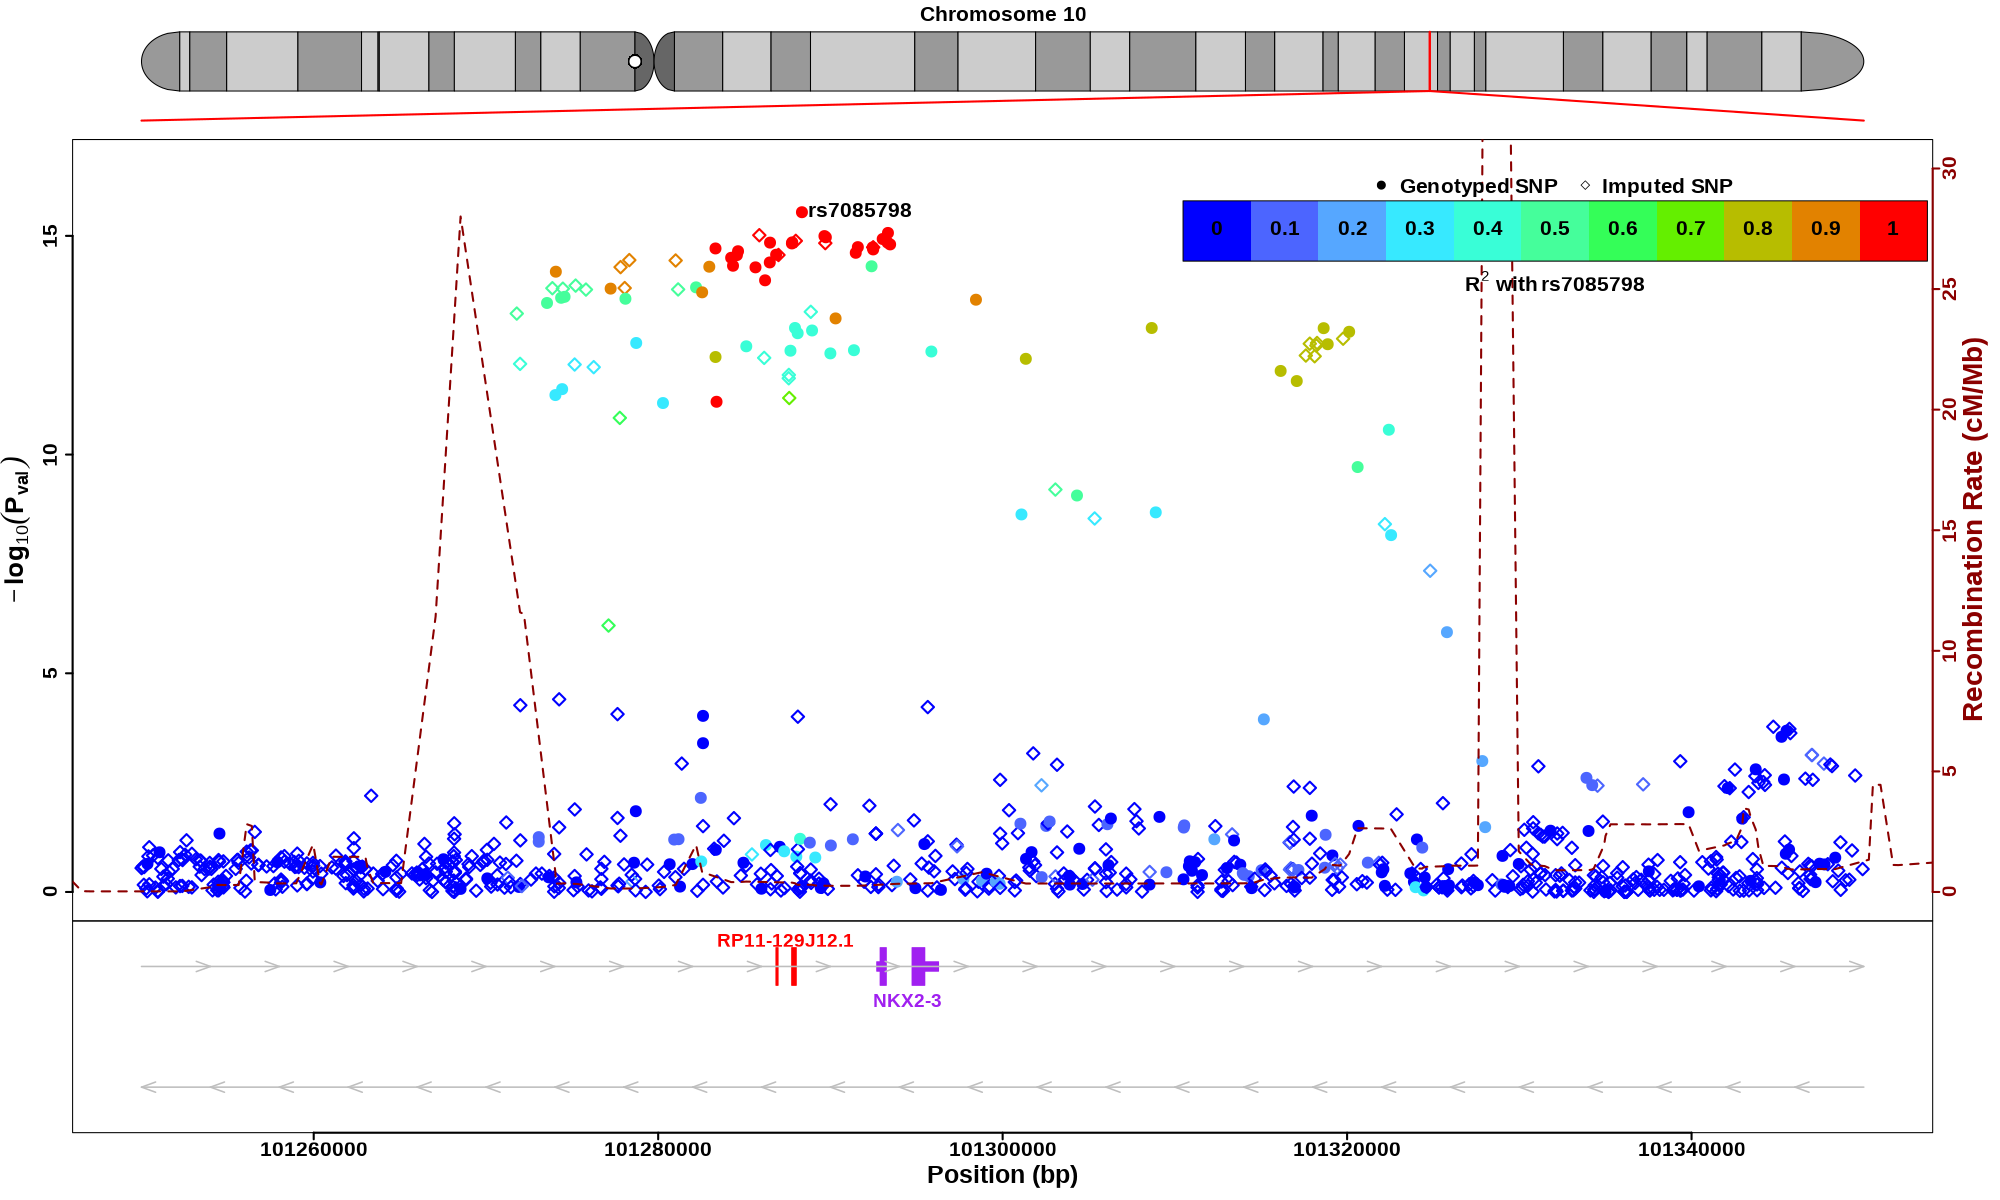 Chromosome 10
Genotyped SNP Imputed SNP
0 0.1 0.2 0.3 0.4 0.5 0.6 0.7 0.8 0.9 1
R² with rs7085798
rs7085798
−log10(Pval)
0 5 10 15
Recombination Rate (cM/Mb)
0 5 10 15 20 25 30
RP11-129J12.1
NKX2-3
101260000 101280000 101300000 101320000 101340000
Position (bp)